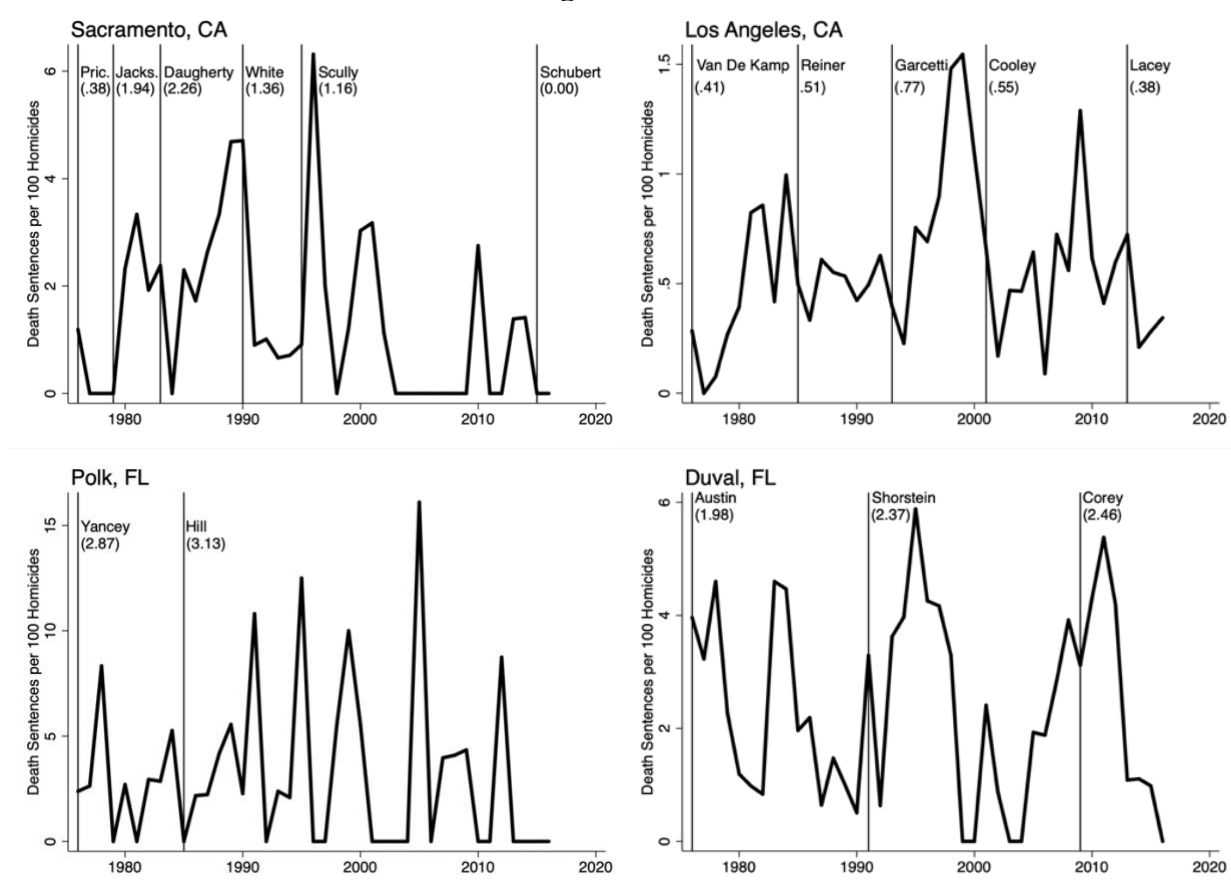 Sacramento, CA
Death Sentences per 100 Homicides
6
4
2
0
Pric. Jacks. Daugherty White Scully Schubert
(.38) (1.94) (2.26) (1.36) (1.16) (0.00)
1980 1990 2000 2010 2020
Los Angeles, CA
Death Sentences per 100 Homicides
1.5
1
.5
0
Van De Kamp Reiner Garcetti Cooley Lacey
(.41) .51) (.77) (.55) (.38)
1980 1990 2000 2010 2020
Polk, FL
Death Sentences per 100 Homicides
15
10
5
0
Yancey Hill
(2.87) (3.13)
1980 1990 2000 2010 2020
Duval, FL
Death Sentences per 100 Homicides
6
4
2
0
Austin Shorstein Corey
(1.98) (2.37) (2.46)
1980 1990 2000 2010 2020